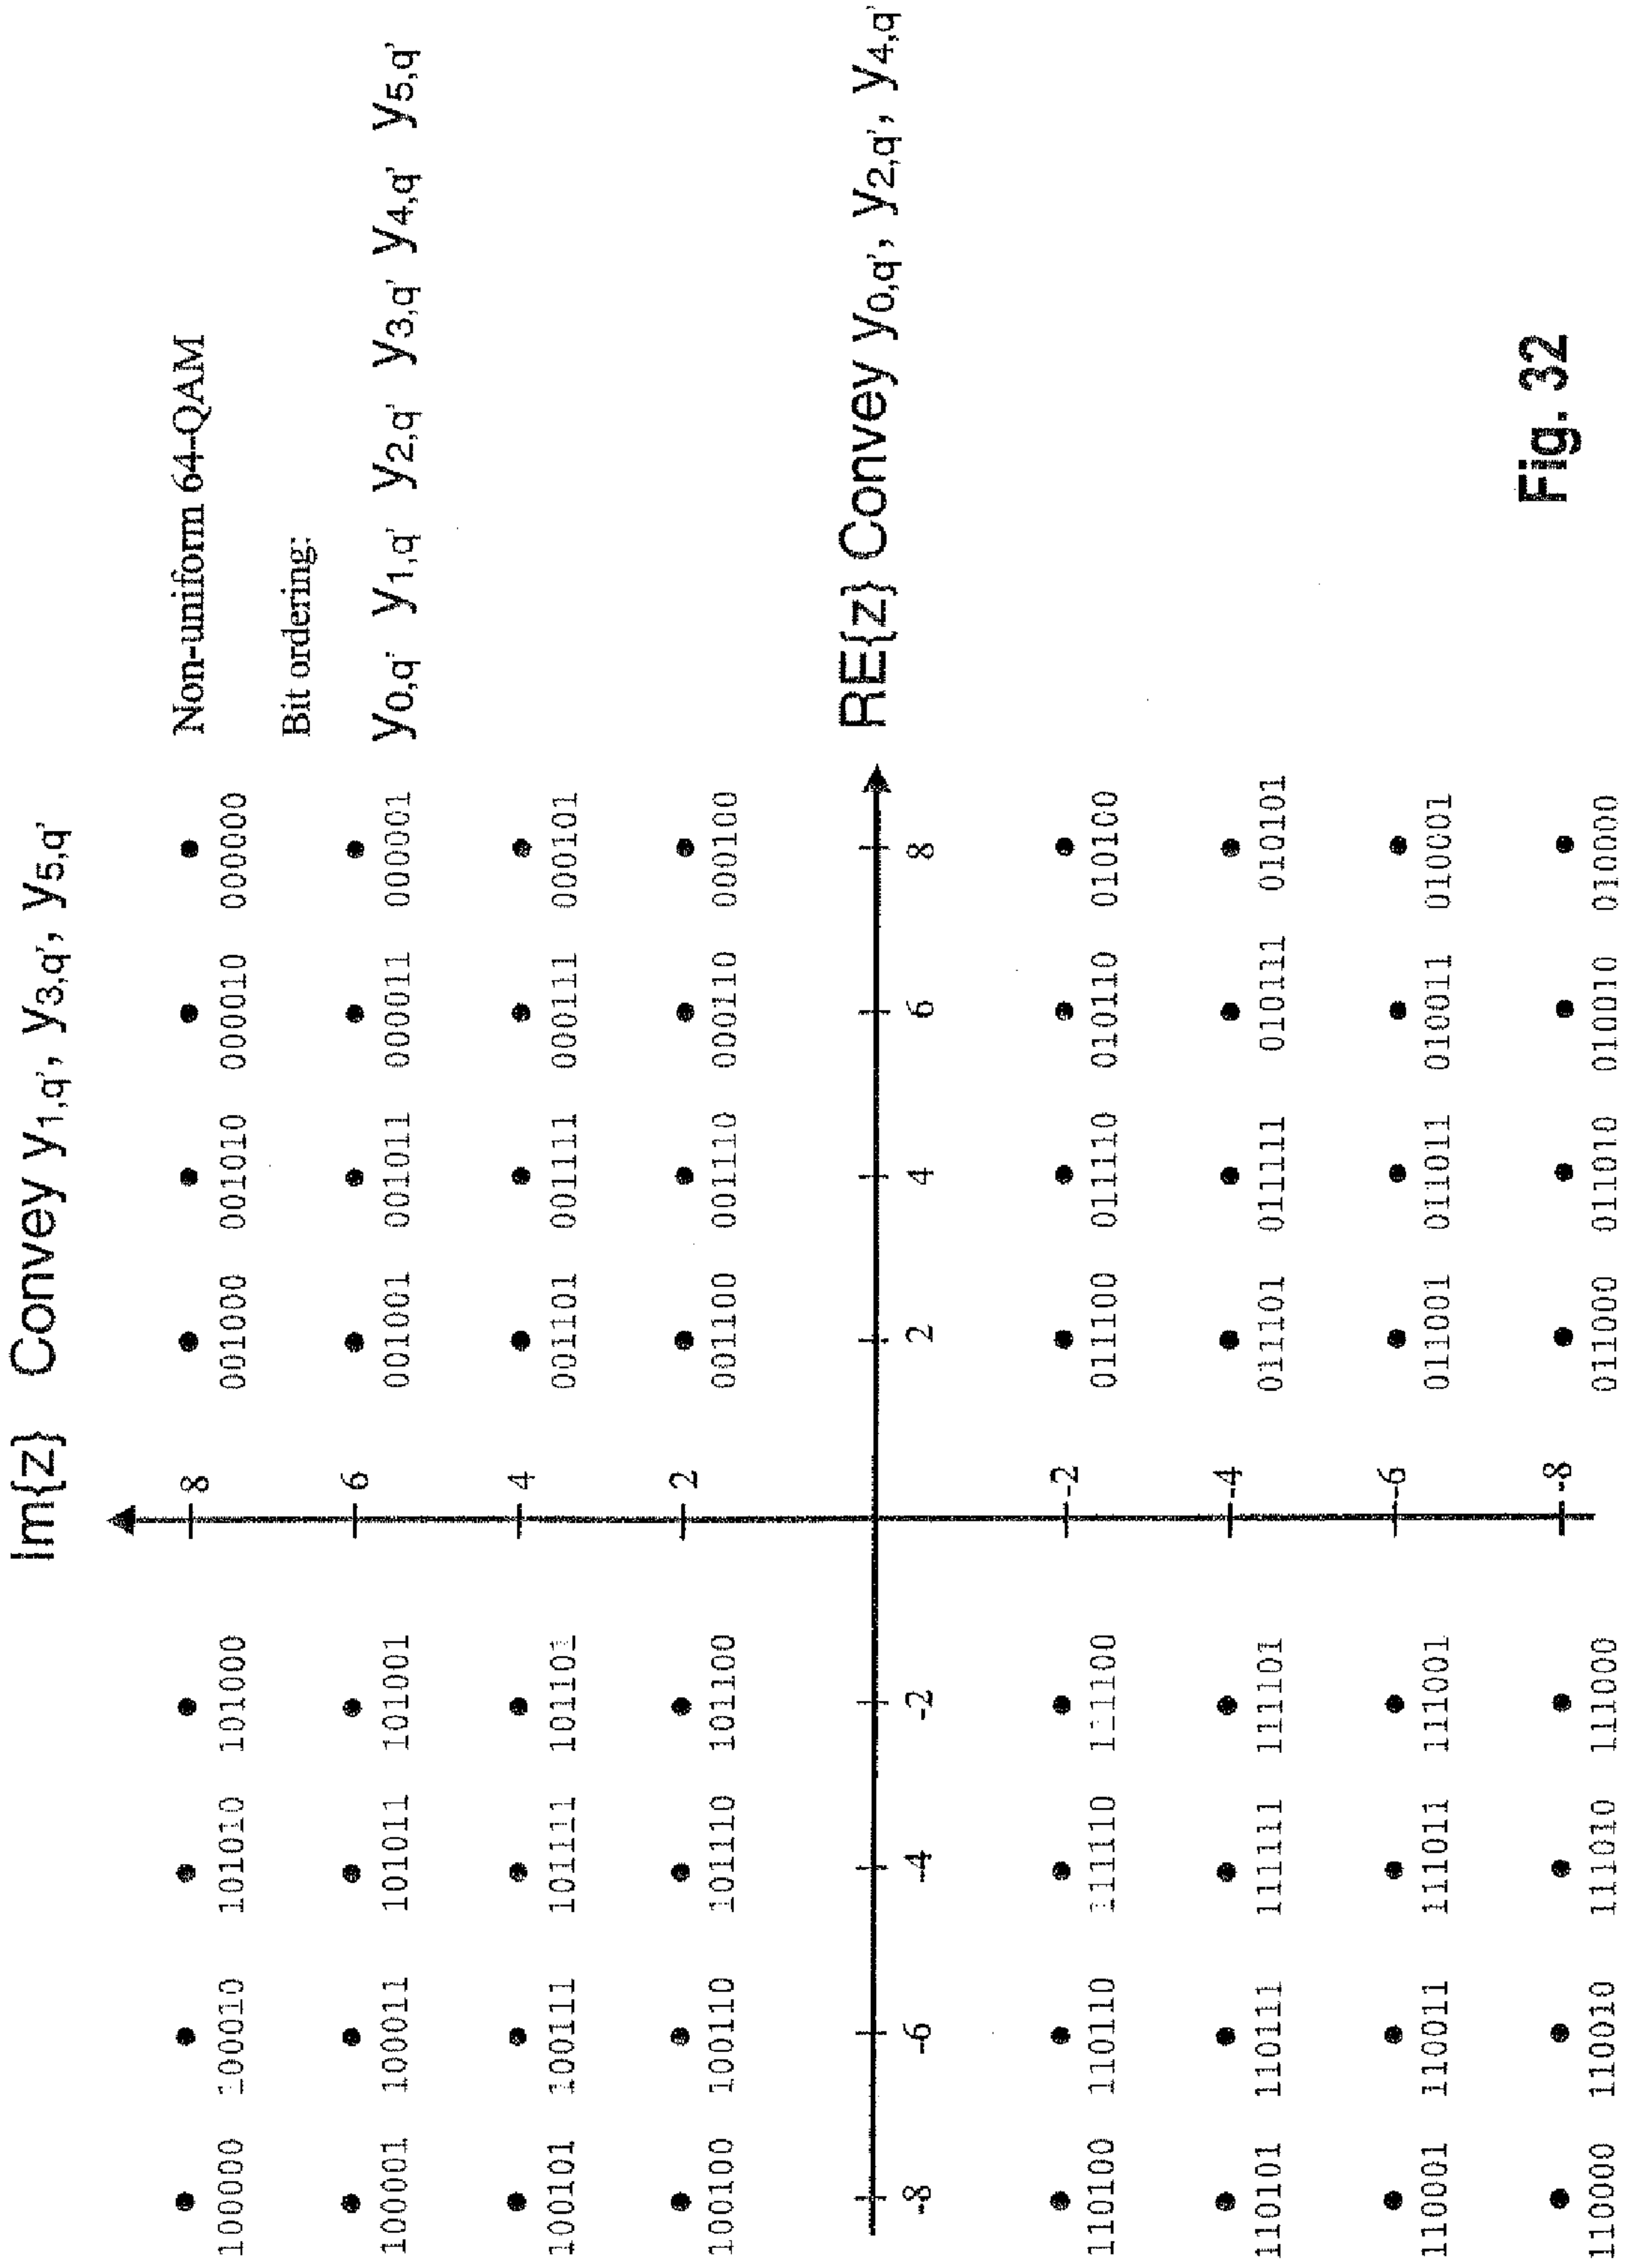 Im{z} Convey y1,q', y3,q', y5,q'
Non-uniform 64-QAM
Bit ordering:
y0,q' y1,q' y2,q' y3,q' y4,q' y5,q'
100000 100010 101010 101000 8 001000 001010 000010 000000
100001 100011 101011 101001 6 001001 001011 000011 000001
100101 100111 101111 101101 4 001101 001111 000111 000101
100100 100110 101110 101100 2 001100 001110 000110 000100
RE{z} Convey y0,q', y2,q', y4,q'
-8 -6 -4 -2 2 4 6 8
110100 110110 111110 111100 -2 011100 011110 010110 010100
110101 110111 111111 111101 -4 011101 011111 010111 010101
110001 110011 111011 111001 -6 011001 011011 010011 010001
110000 110010 111010 111000 -8 011000 011010 010010 010000
Fig. 32